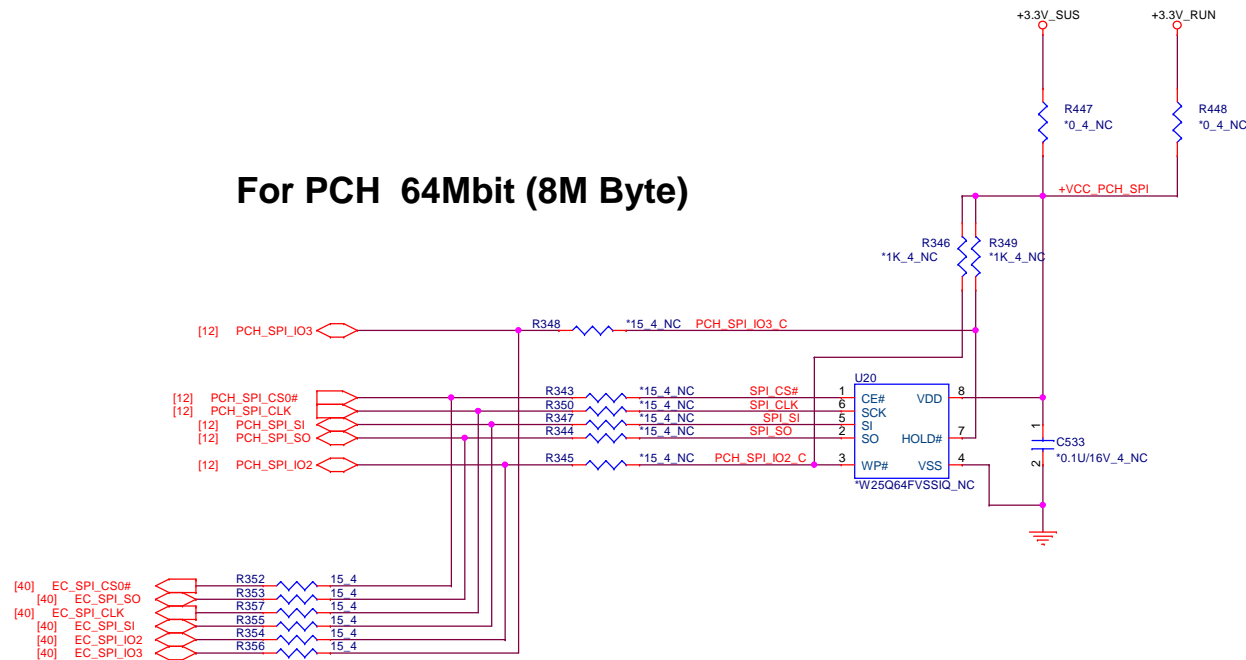 +3.3V_SUS +3.3V_RUN
R447 R448
*0_4_NC *0_4_NC
For PCH 64Mbit (8M Byte)
+VCC_PCH_SPI
R346 R349
*1K_4_NC *1K_4_NC
[12] PCH_SPI_IO3 R348 *15_4_NC PCH_SPI_IO3_C
U20
[12] PCH_SPI_CS0# R343 *15_4_NC SPI_CS# 1 CE# VDD 8
[12] PCH_SPI_CLK R350 *15_4_NC SPI_CLK 6 SCK
[12] PCH_SPI_SI R347 *15_4_NC SPI_SI 5 SI
[12] PCH_SPI_SO R344 *15_4_NC SPI_SO 2 SO HOLD# 7
1 C533
*0.1U/16V_4_NC
2
[12] PCH_SPI_IO2 R345 *15_4_NC PCH_SPI_IO2_C 3 WP# VSS 4
*W25Q64FVSSIQ_NC
[40] EC_SPI_CS0# R352 15_4
[40] EC_SPI_SO R353 15_4
[40] EC_SPI_CLK R357 15_4
[40] EC_SPI_SI R355 15_4
[40] EC_SPI_IO2 R354 15_4
[40] EC_SPI_IO3 R356 15_4